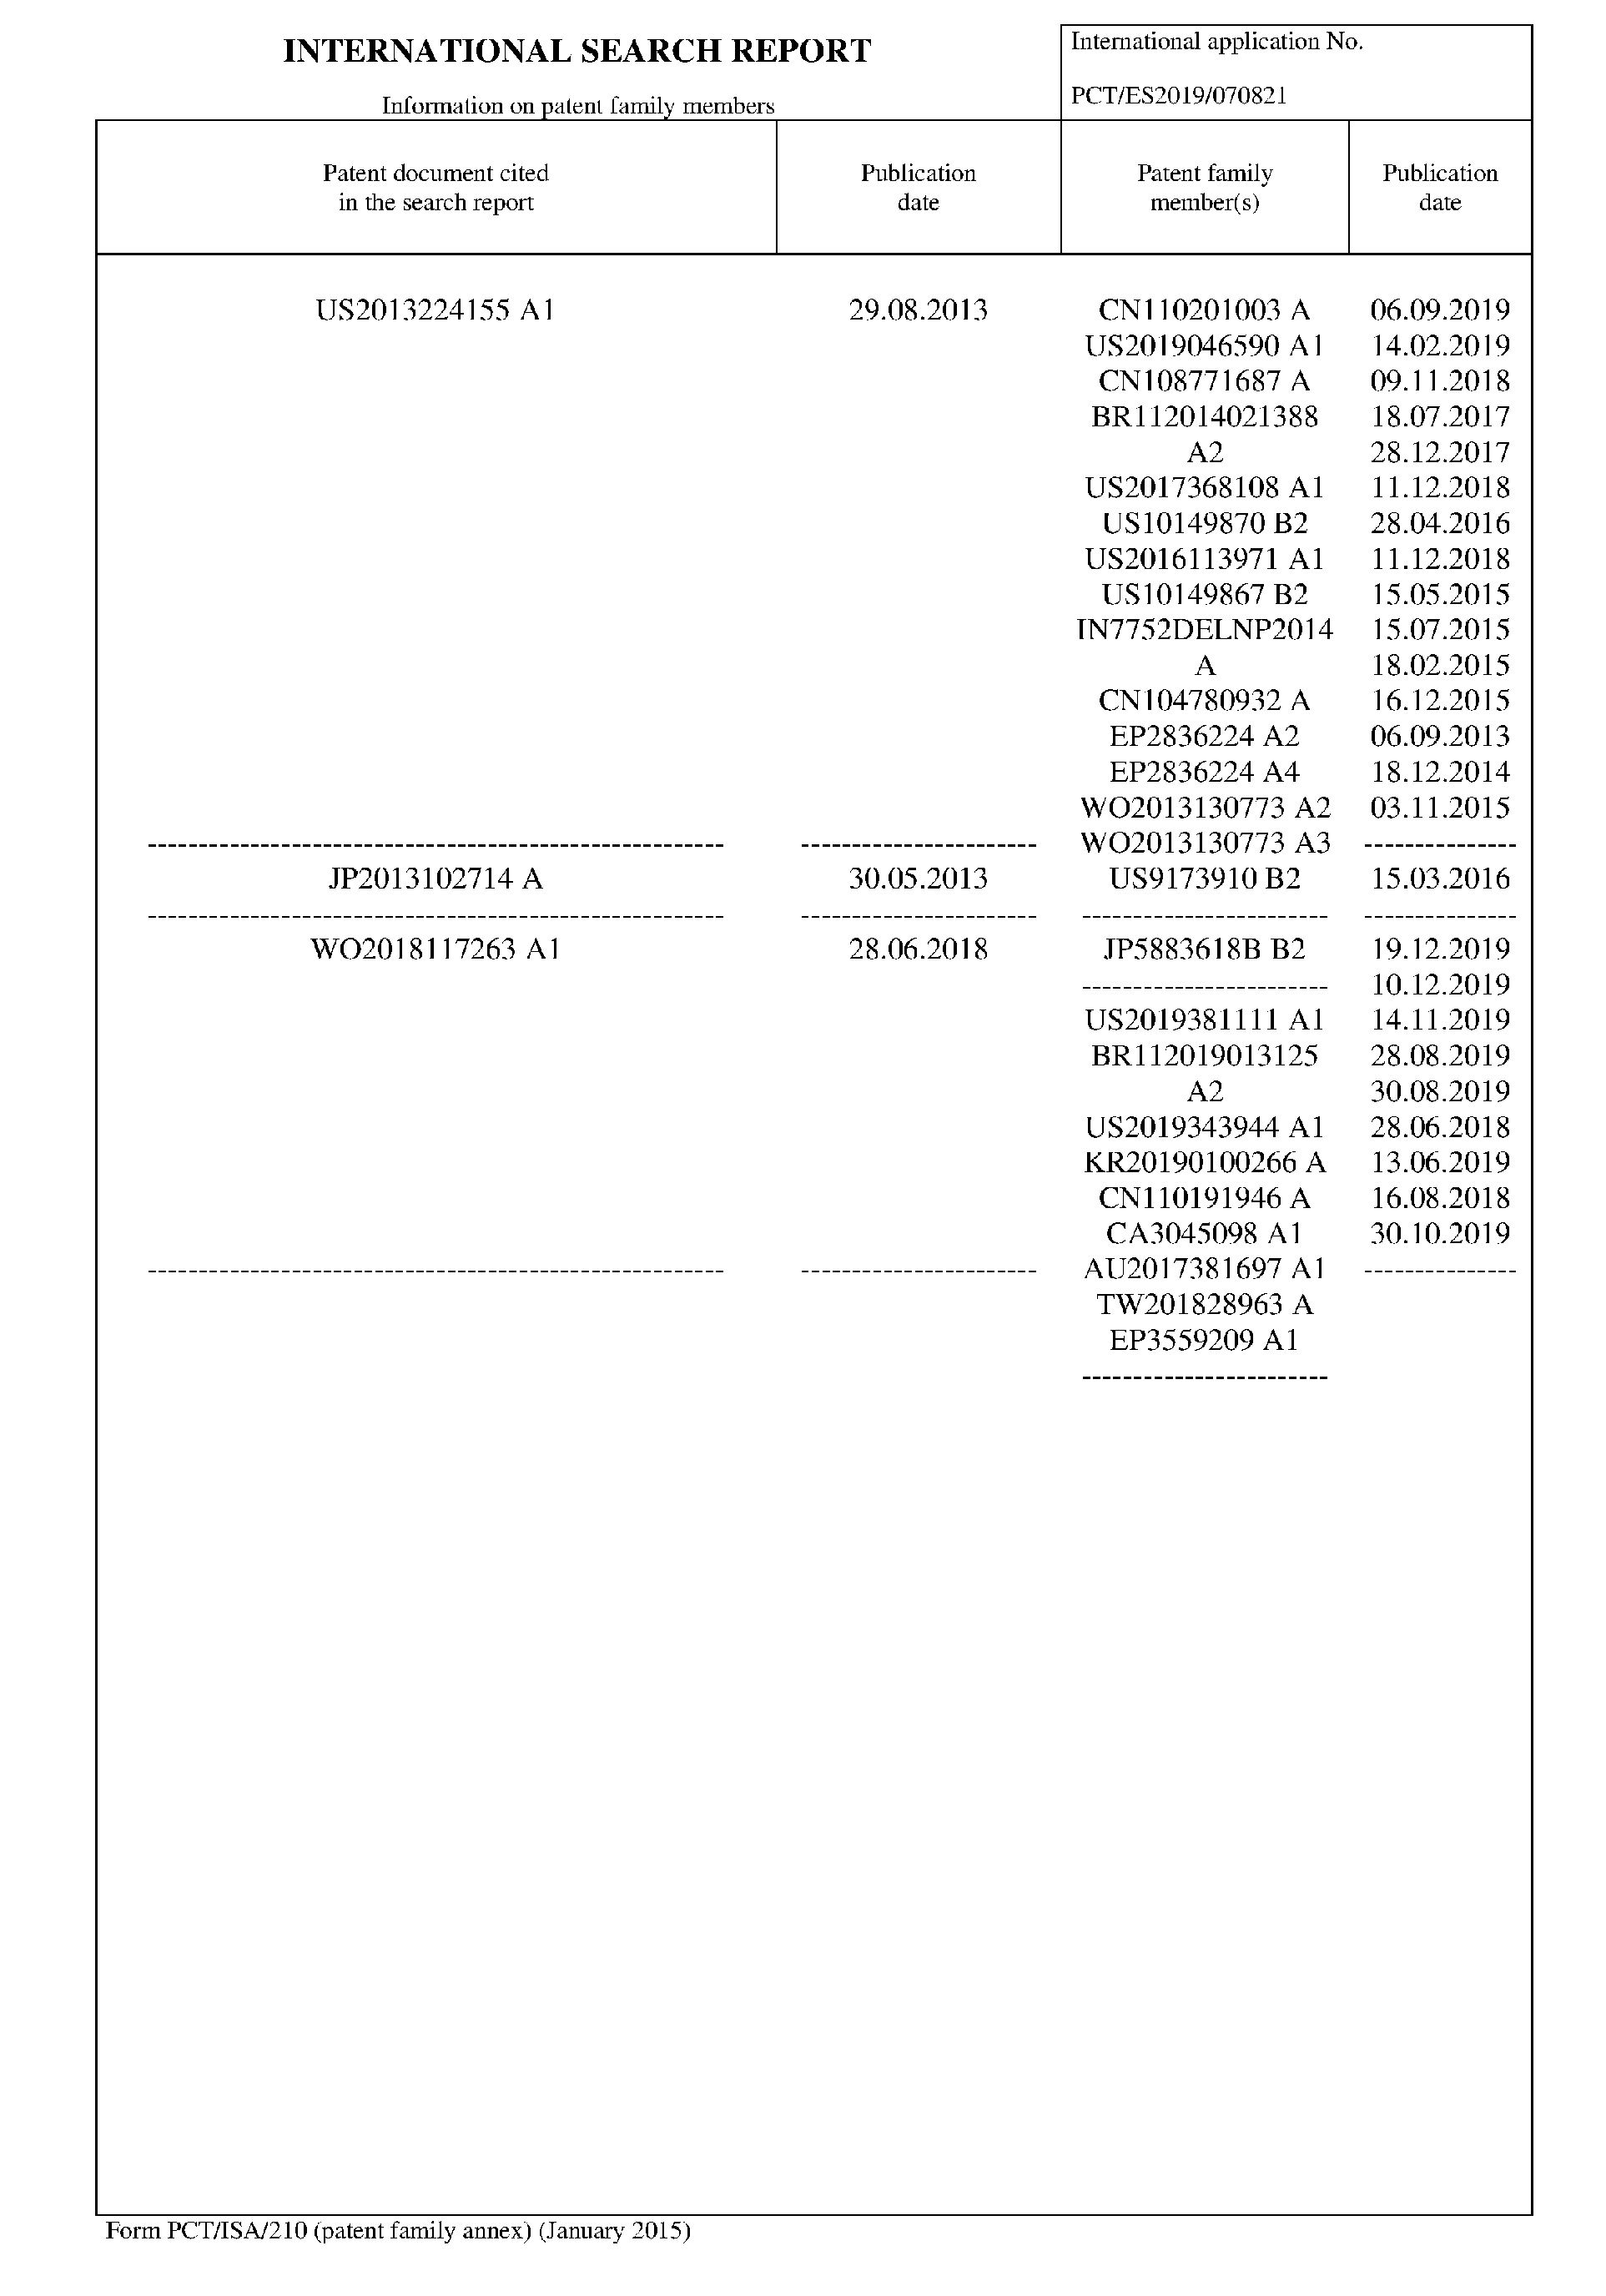 INTERNATIONAL SEARCH REPORT
Information on patent family members
International application No.
PCT/ES2019/070821
Patent document cited
in the search report
Publication
date
Patent family
member(s)
Publication
date
US2013224155 A1 29.08.2013 CN110201003 A 06.09.2019
US2019046590 A1 14.02.2019
CN108771687 A 09.11.2018
BR112014021388 18.07.2017
A2 28.12.2017
US2017368108 A1 11.12.2018
US10149870 B2 28.04.2016
US2016113971 A1 11.12.2018
US10149867 B2 15.05.2015
IN7752DELNP2014 15.07.2015
A 18.02.2015
CN104780932 A 16.12.2015
EP2836224 A2 06.09.2013
EP2836224 A4 18.12.2014
WO2013130773 A2 03.11.2015
--------------------------------------------------------- ----------------------- WO2013130773 A3 ---------------
JP2013102714 A 30.05.2013 US9173910 B2 15.03.2016
--------------------------------------------------------- ----------------------- ------------------------ ---------------
WO2018117263 A1 28.06.2018 JP5883618B B2 19.12.2019
------------------------ 10.12.2019
US2019381111 A1 14.11.2019
BR112019013125 28.08.2019
A2 30.08.2019
US2019343944 A1 28.06.2018
KR20190100266 A 13.06.2019
CN110191946 A 16.08.2018
CA3045098 A1 30.10.2019
--------------------------------------------------------- ----------------------- AU2017381697 A1 ---------------
TW201828963 A
EP3559209 A1
------------------------
Form PCT/ISA/210 (patent family annex) (January 2015)